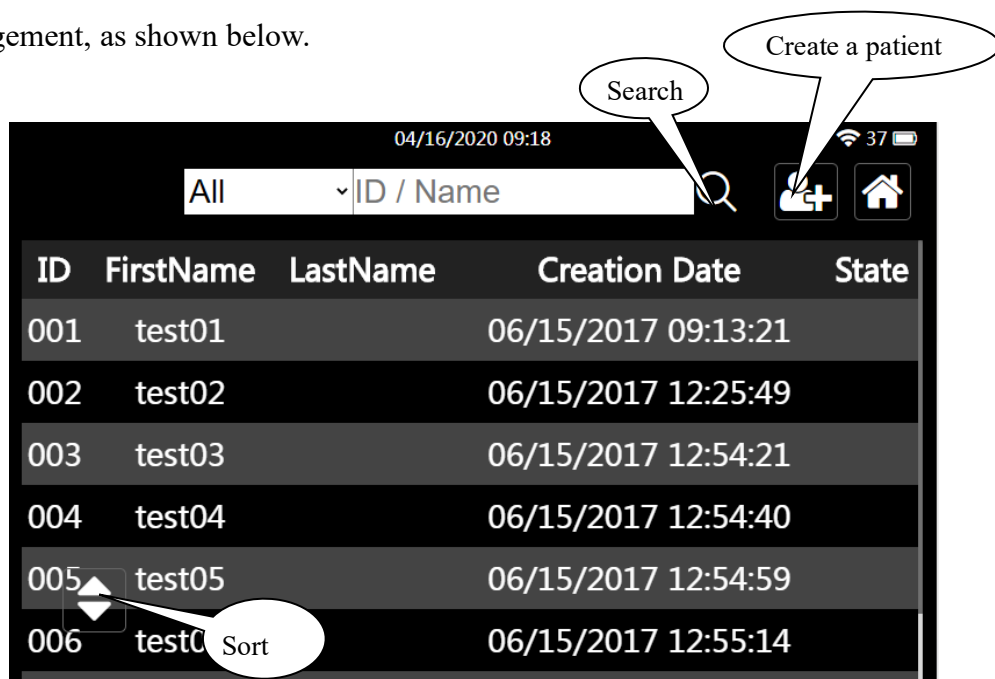 gement, as shown below.
Create a patient
Search
04/16/2020 09:18 37
All ID / Name
ID FirstName LastName Creation Date State
001 test01 06/15/2017 09:13:21
002 test02 06/15/2017 12:25:49
003 test03 06/15/2017 12:54:21
004 test04 06/15/2017 12:54:40
005 test05 06/15/2017 12:54:59
006 test0 06/15/2017 12:55:14
Sort